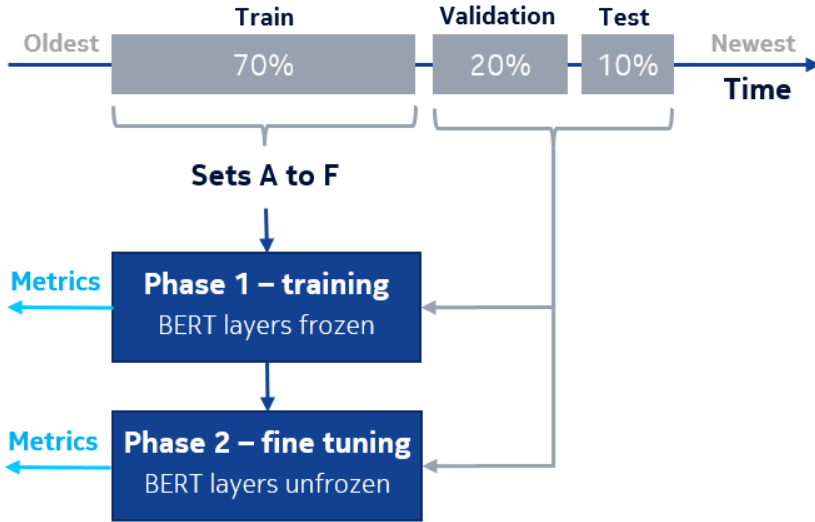 Train
Validation
Test
Oldest
70%
20%
10%
Newest
Time
Sets A to F
Metrics
Phase 1 – training
BERT layers frozen
Metrics
Phase 2 – fine tuning
BERT layers unfrozen